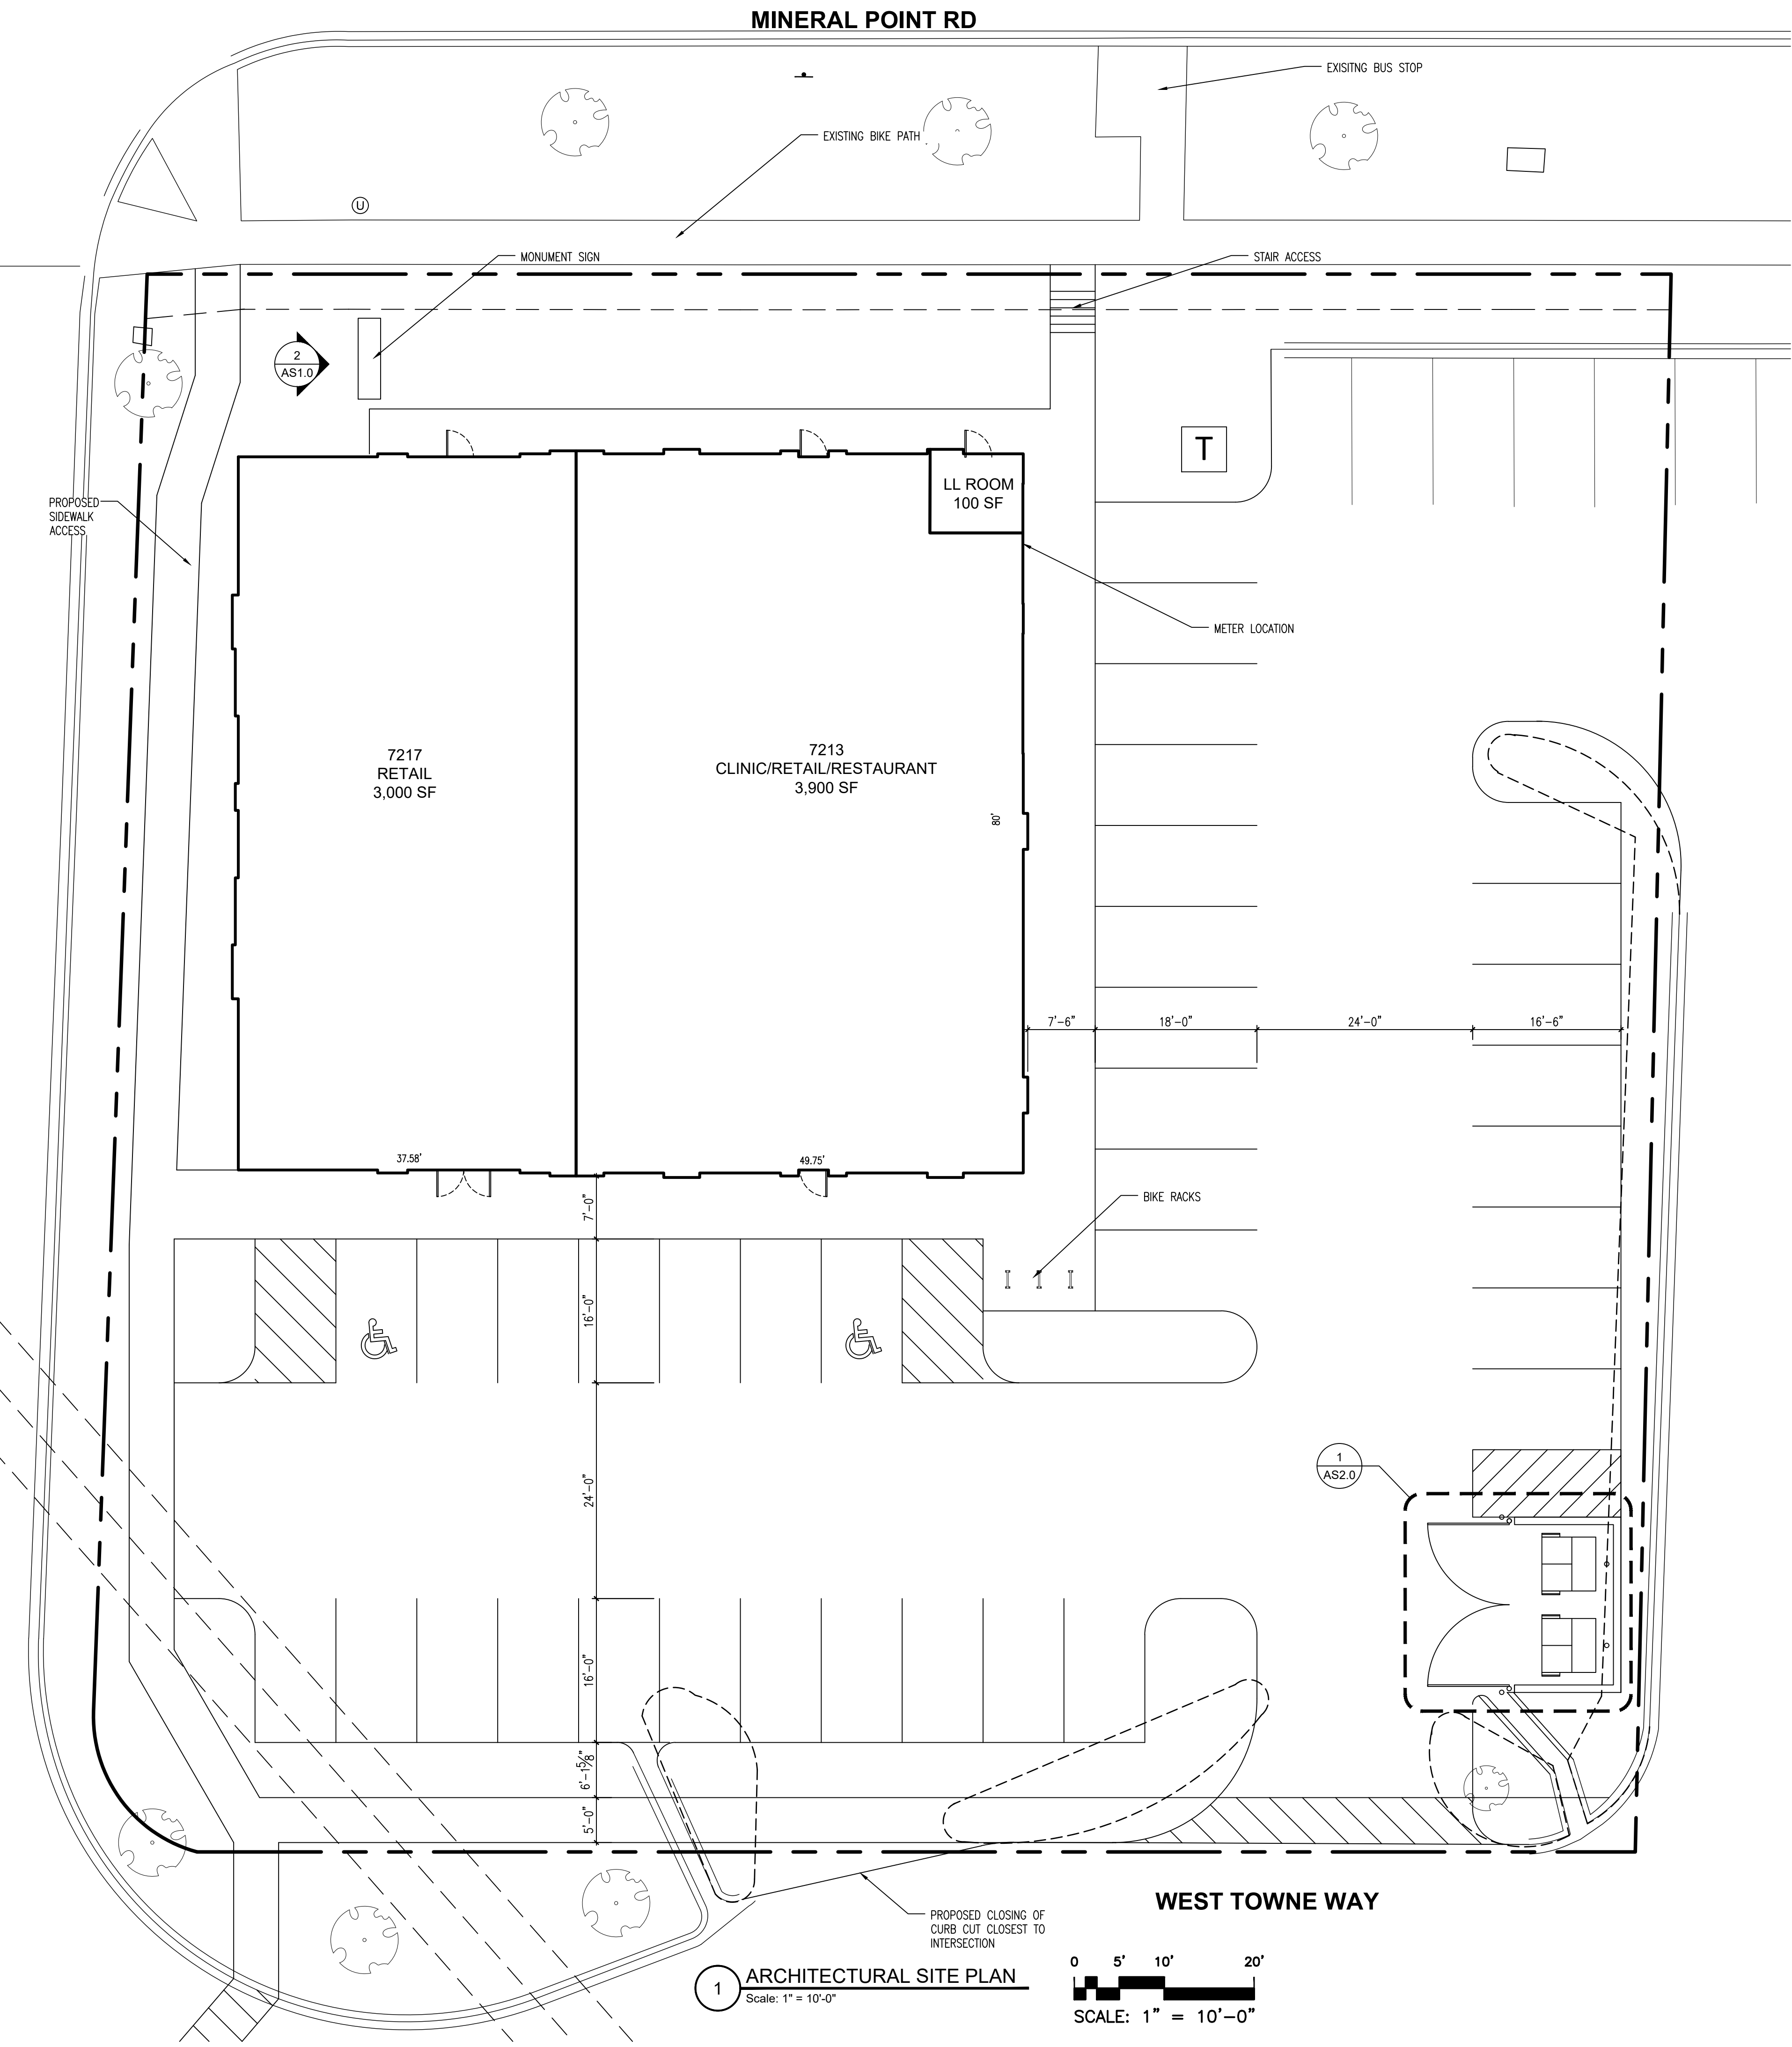 MINERAL POINT RD
EXISITNG BUS STOP
EXISTING BIKE PATH
U
MONUMENT SIGN
STAIR ACCESS
2
AS1.0
T
LL ROOM
100 SF
PROPOSED
SIDEWALK
ACCESS
METER LOCATION
7217
RETAIL
3,000 SF
7213
CLINIC/RETAIL/RESTAURANT
3,900 SF
80'
7'-6"
18'-0"
24'-0"
16'-6"
37.58'
49.75'
7'-0"
BIKE RACKS
16'-0"
24'-0"
1
AS2.0
16'-0"
6'-1⅝"
5'-0"
WEST TOWNE WAY
PROPOSED CLOSING OF
CURB CUT CLOSEST TO
INTERSECTION
1
ARCHITECTURAL SITE PLAN
Scale: 1" = 10'-0"
0 5' 10' 20'
SCALE: 1" = 10'-0"